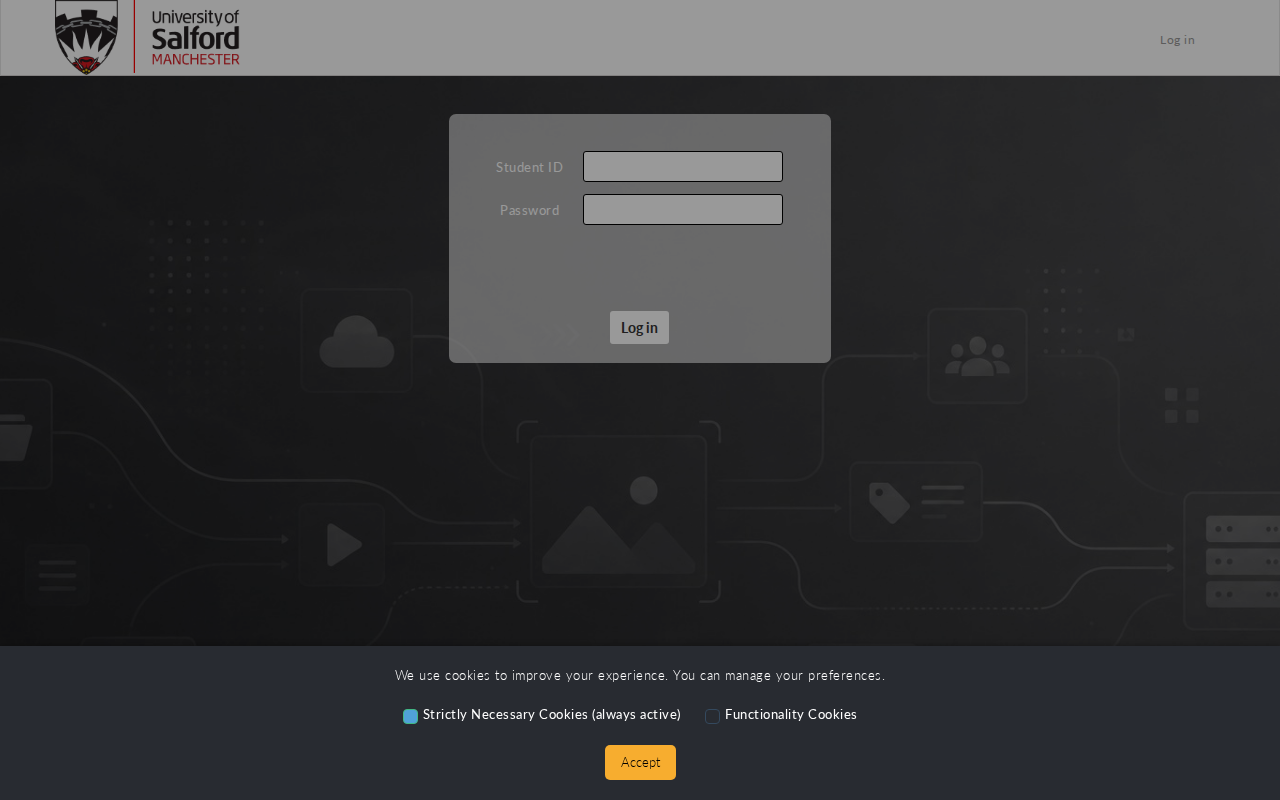 University of
Salford
MANCHESTER
Log in
Student ID
Password
Log in
We use cookies to improve your experience. You can manage your preferences.
Strictly Necessary Cookies (always active) Functionality Cookies
Accept